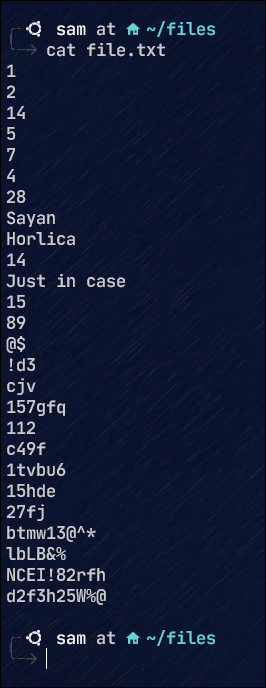 sam at ~/files
cat file.txt
1
2
14
5
7
4
28
Sayan
Horlica
14
Just in case
15
89
@$
!d3
cjv
157gfq
112
c49f
1tvbu6
15hde
27fj
btmw13@^*
lbLB&%
NCEI!82rfh
d2f3h25W%@
sam at ~/files